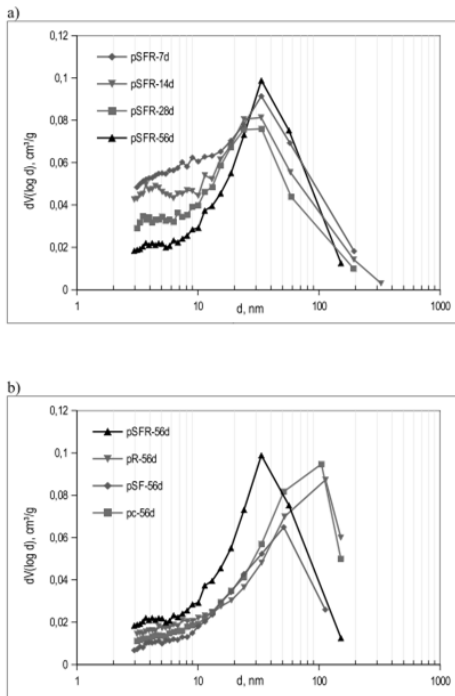 a)
0,12
0,1
0,08
0,06
0,04
0,02
0
dV(log d), cm³/g
pSFR-7d
pSFR-14d
pSFR-28d
pSFR-56d
1 10 100 1000
d, nm
b)
0,12
0,1
0,08
0,06
0,04
0,02
0
dV(log d), cm³/g
pSFR-56d
pR-56d
pSF-56d
pc-56d
1 10 100 1000
d, nm